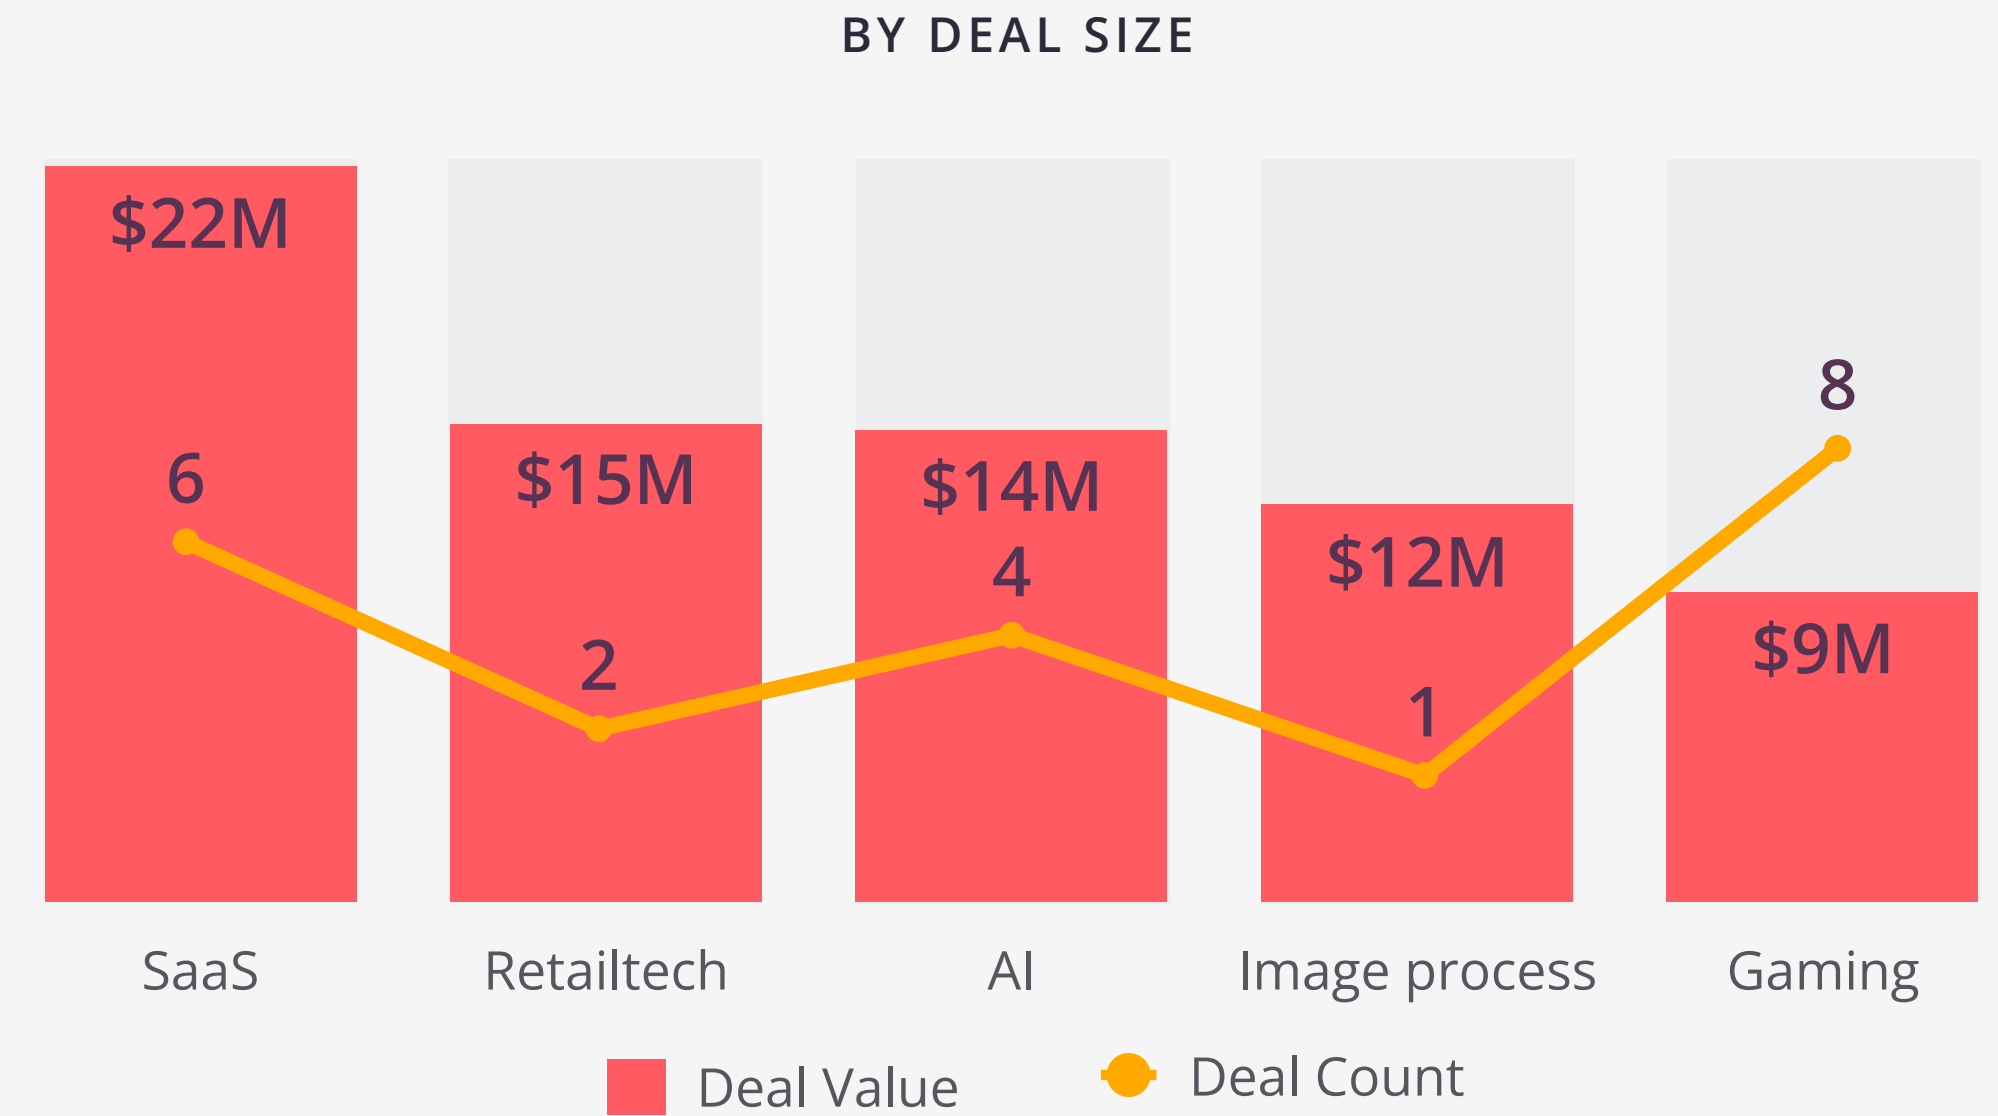 BY DEAL SIZE
$22M
6
$15M
2
$14M
4
$12M
1
8
$9M
SaaS
Retailtech
AI
Image process
Gaming
Deal Value
Deal Count